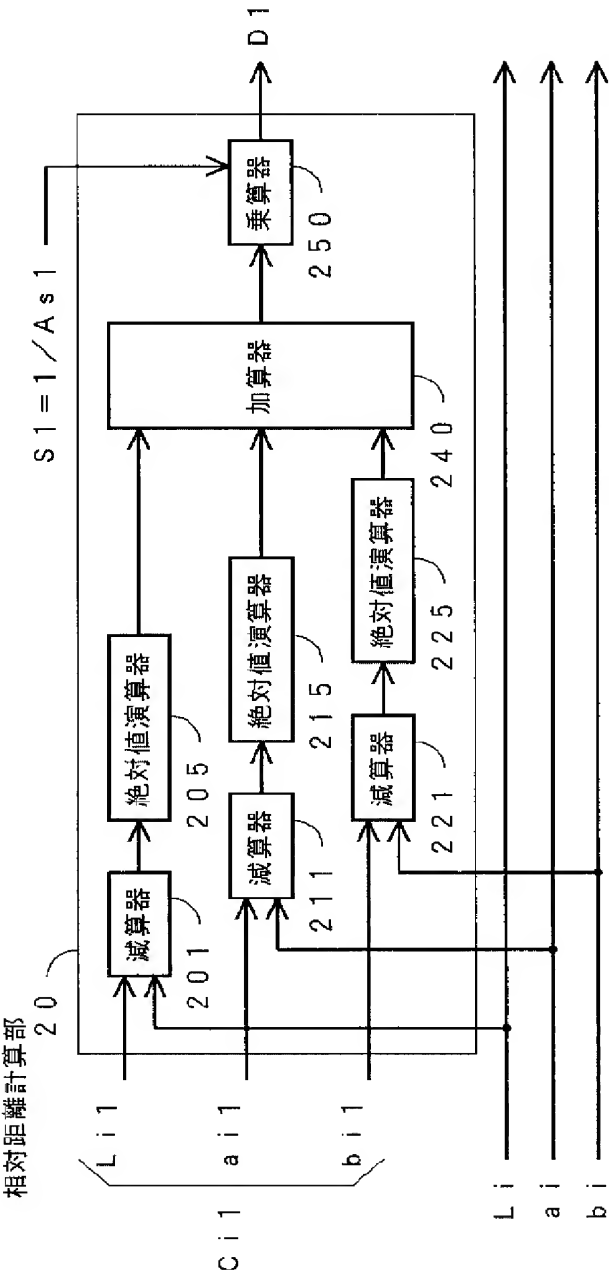 相対距離計算部
20
S1=1/As1
D1
Ci1
Li1
ai1
bi1
減算器
201
絶対値演算器
205
減算器
211
絶対値演算器
215
減算器
221
絶対値演算器
225
加算器
240
乗算器
250
Li
ai
bi